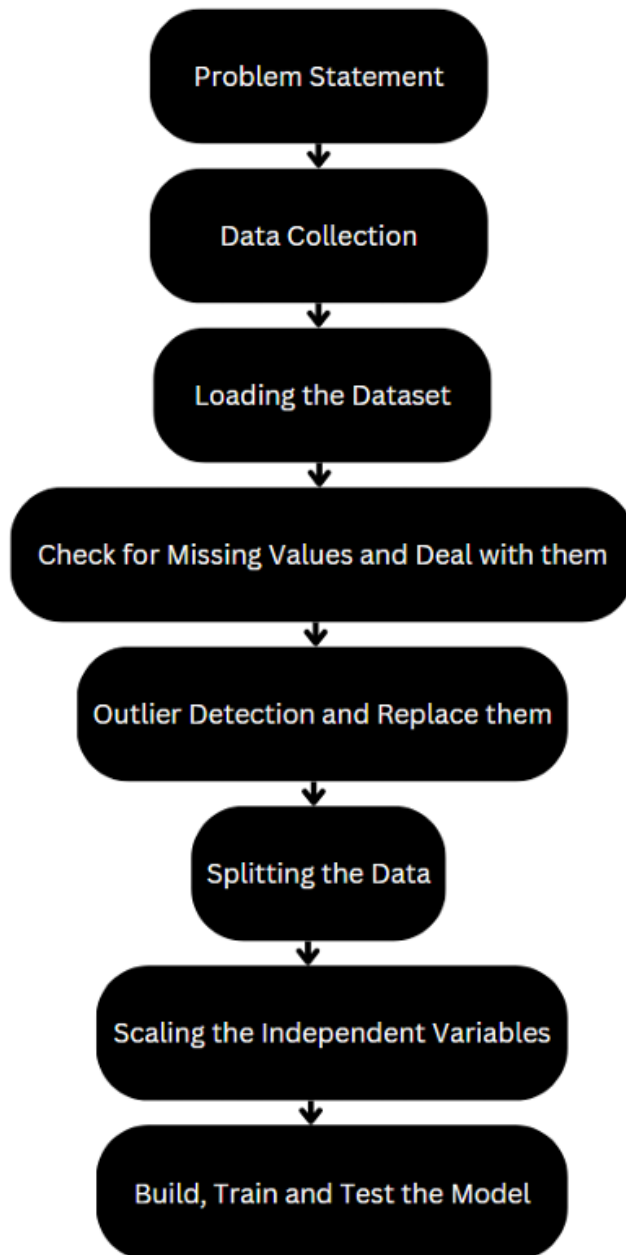 Problem Statement
Data Collection
Loading the Dataset
Check for Missing Values and Deal with them
Outlier Detection and Replace them
Splitting the Data
Scaling the Independent Variables
Build, Train and Test the Model